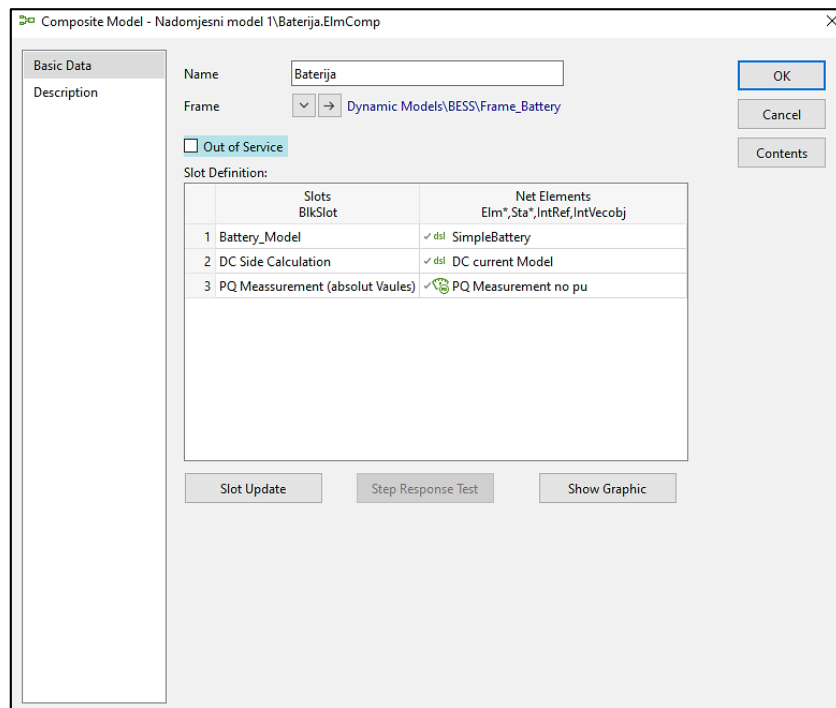 Composite Model - Nadomjesni model 1\Baterija.ElmComp
Basic Data
Description
Name
Baterija
Frame
Dynamic Models\BESS\Frame_Battery
Out of Service
Slot Definition:
Slots
BlkSlot
Net Elements
Elm*,Sta*,IntRef,IntVecobj
1 Battery_Model dsl SimpleBattery
2 DC Side Calculation dsl DC current Model
3 PQ Meassurement (absolut Vaules) PQ Measurement no pu
Slot Update
Step Response Test
Show Graphic
OK
Cancel
Contents